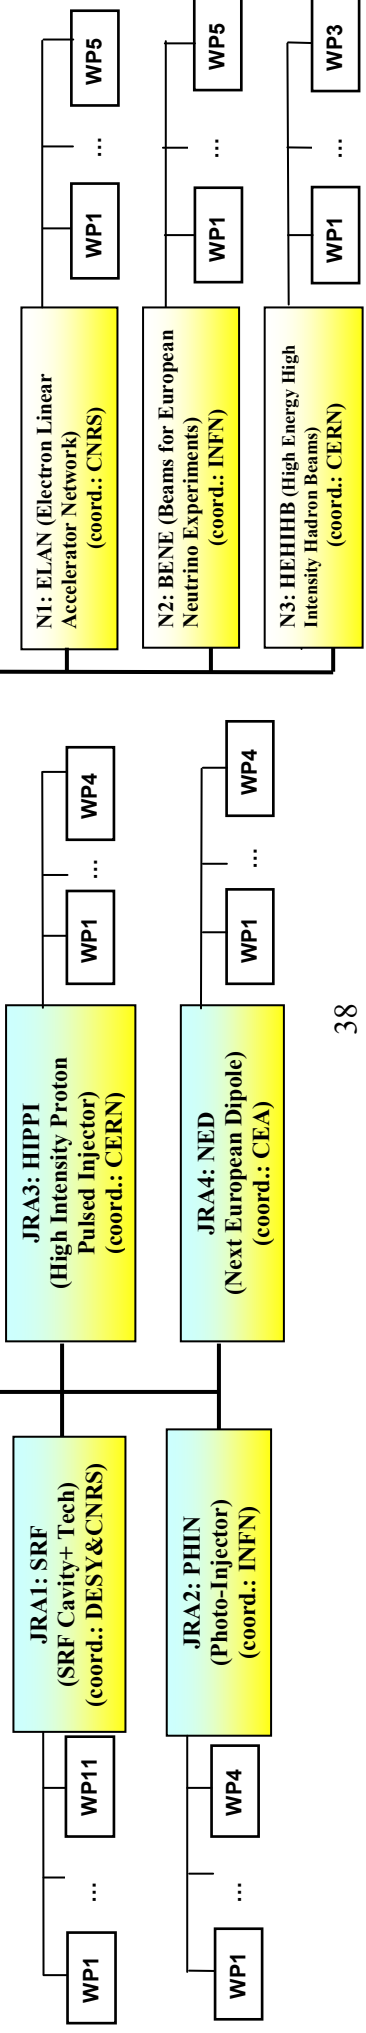 JRA1: SRF
(SRF Cavity+ Tech)
(coord.: DESY&CNRS)
WP1
...
WP11
JRA3: HIPPI
(High Intensity Proton
Pulsed Injector)
(coord.: CERN)
WP1
...
WP4
N1: ELAN (Electron Linear
Accelerator Network)
(coord.: CNRS)
WP1
...
WP5
JRA2: PHIN
(Photo-Injector)
(coord.: INFN)
WP1
...
WP4
JRA4: NED
(Next European Dipole)
(coord.: CEA)
WP1
...
WP4
N2: BENE (Beams for European
Neutrino Experiments)
(coord.: INFN)
WP1
...
WP5
N3: HEHIHB (High Energy High
Intensity Hadron Beams)
(coord.: CERN)
WP1
...
WP3
38